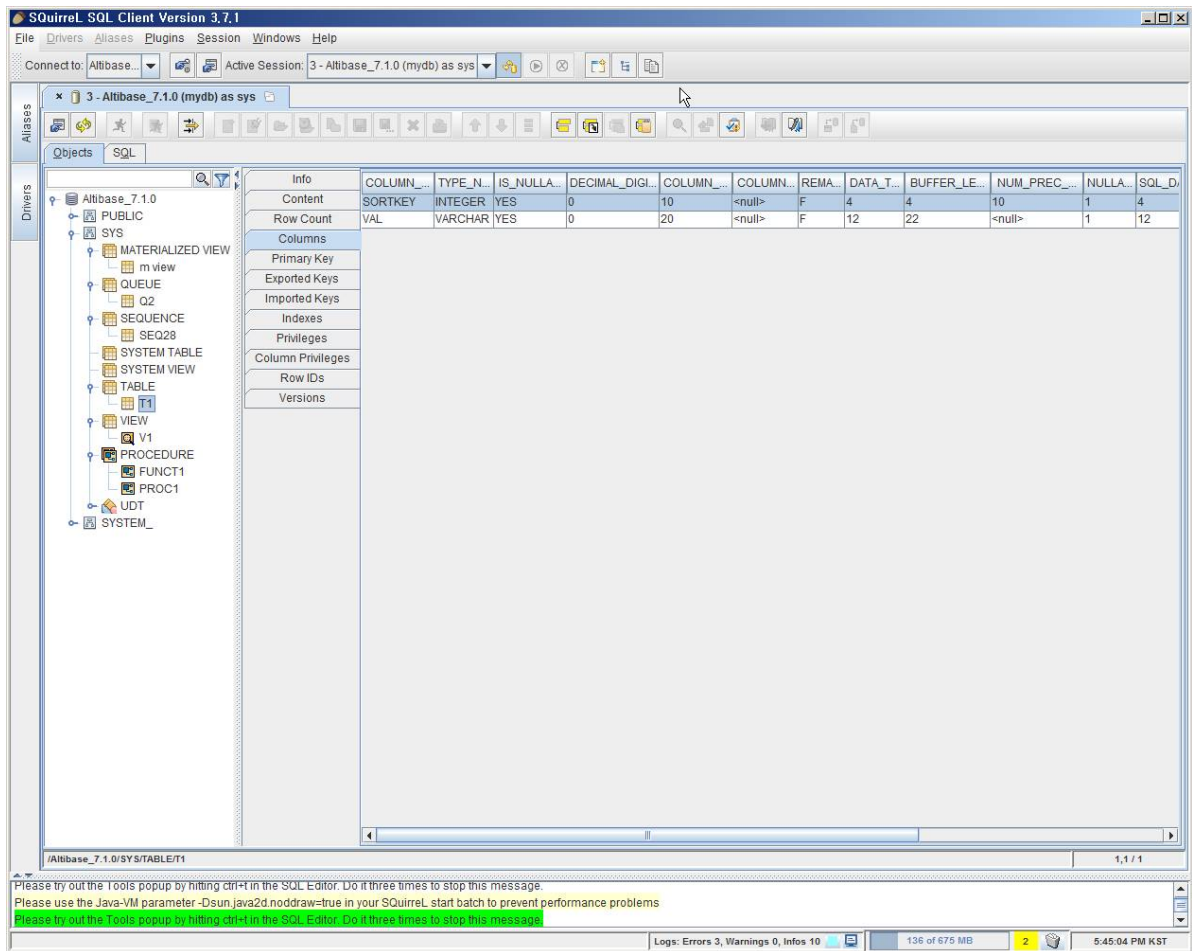 SQuirreL SQL Client Version 3.7.1
File Drivers Aliases Plugins Session Windows Help
Connect to: Altibase... Active Session: 3 - Altibase_7.1.0 (mydb) as sys
3 - Altibase_7.1.0 (mydb) as sys
Aliases
Drivers
Objects SQL
Altibase_7.1.0
PUBLIC
SYS
MATERIALIZED VIEW
m view
QUEUE
Q2
SEQUENCE
SEQ28
SYSTEM TABLE
SYSTEM VIEW
TABLE
T1
VIEW
V1
PROCEDURE
FUNCT1
PROC1
UDT
SYSTEM_
Info
Content
Row Count
Columns
Primary Key
Exported Keys
Imported Keys
Indexes
Privileges
Column Privileges
Row IDs
Versions
COLUMN_... TYPE_N... IS_NULLA... DECIMAL_DIGI... COLUMN_... COLUMN... REMA... DATA_T... BUFFER_LE... NUM_PREC_... NULLA... SQL_DA
SORTKEY INTEGER YES 0 10 <null> F 4 4 10 1 4
VAL VARCHAR YES 0 20 <null> F 12 22 <null> 1 12
/Altibase_7.1.0/SYS/TABLE/T1 1,1 / 1
Please try out the Tools popup by hitting ctrl+t in the SQL Editor. Do it three times to stop this message.
Please use the Java-VM parameter -Dsun.java2d.noddraw=true in your SQuirreL start batch to prevent performance problems
Please try out the Tools popup by hitting ctrl+t in the SQL Editor. Do it three times to stop this message.
Logs: Errors 3, Warnings 0, Infos 10 136 of 675 MB 2 5:45:04 PM KST